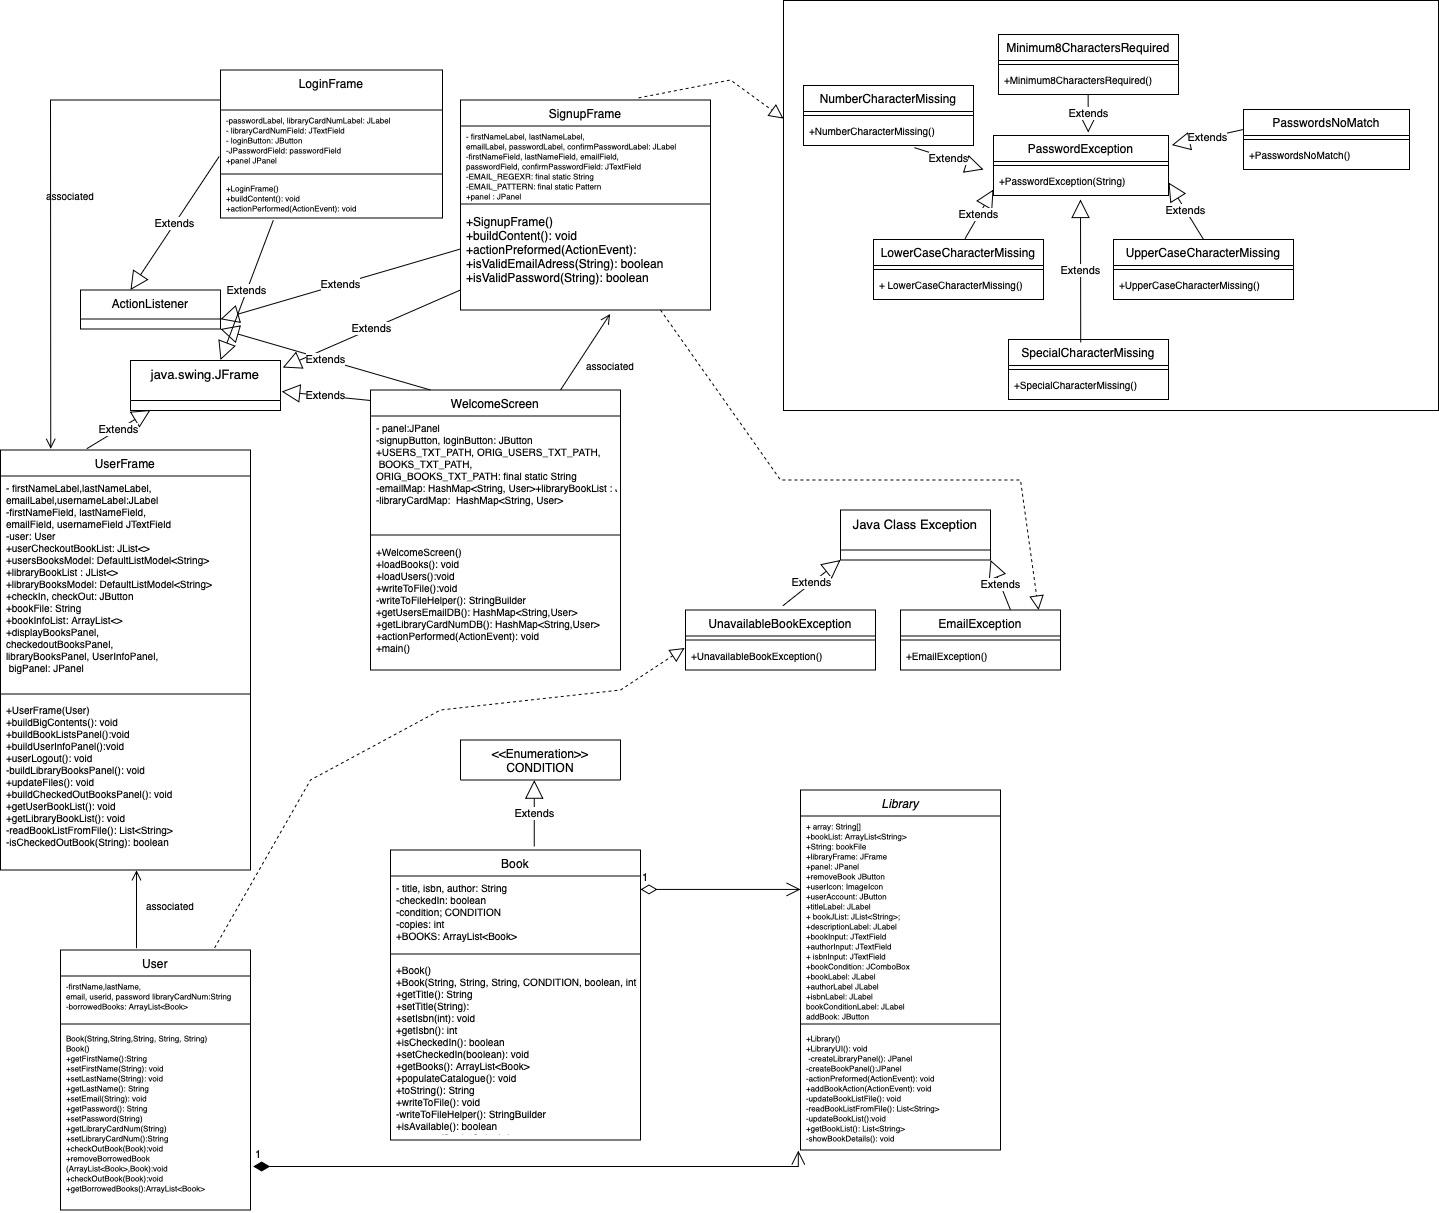 LoginFrame
-passwordLabel, libraryCardNumLabel: JLabel
- libraryCardNumField: JTextField
- loginButton: JButton
-JPasswordField: passwordField
+panel JPanel
+LoginFrame()
+buildContent(): void
+actionPerformed(ActionEvent): void
SignupFrame
- firstNameLabel, lastNameLabel,
emailLabel, passwordLabel, confirmPasswordLabel: JLabel
-firstNameField, lastNameField, emailField,
passwordField, confirmPasswordField: JTextField
-EMAIL_REGEXR: final static String
-EMAIL_PATTERN: final static Pattern
+panel : JPanel
+SignupFrame()
+buildContent(): void
+actionPreformed(ActionEvent):
+isValidEmailAdress(String): boolean
+isValidPassword(String): boolean
Minimum8CharactersRequired
+Minimum8CharactersRequired()
NumberCharacterMissing
+NumberCharacterMissing()
Extends
PasswordsNoMatch
+PasswordsNoMatch()
Extends
PasswordException
+PasswordException(String)
Extends
Extends
Extends
LowerCaseCharacterMissing
+ LowerCaseCharacterMissing()
UpperCaseCharacterMissing
+UpperCaseCharacterMissing()
Extends
SpecialCharacterMissing
+SpecialCharacterMissing()
associated
Extends
ActionListener
Extends
Extends
Extends
Extends
java.swing.JFrame
Extends
Extends
associated
WelcomeScreen
- panel:JPanel
-signupButton, loginButton: JButton
+USERS_TXT_PATH, ORIG_USERS_TXT_PATH,
BOOKS_TXT_PATH,
ORIG_BOOKS_TXT_PATH: final static String
-emailMap: HashMap<String, User>+libraryBookList :
-libraryCardMap:  HashMap<String, User>
+WelcomeScreen()
+loadBooks(): void
+loadUsers():void
+writeToFile():void
-writeToFileHelper(): StringBuilder
+getUsersEmailDB(): HashMap<String,User>
+getLibraryCardNumDB(): HashMap<String,User>
+actionPerformed(ActionEvent): void
+main()
UserFrame
- firstNameLabel,lastNameLabel,
emailLabel,usernameLabel:JLabel
-firstNameField, lastNameField,
emailField, usernameField JTextField
-user: User
+userCheckoutBookList: JList<>
+usersBooksModel: DefaultListModel<String>
+libraryBookList : JList<>
+libraryBooksModel: DefaultListModel<String>
+checkIn, checkOut: JButton
+bookFile: String
+bookInfoList: ArrayList<>
+displayBooksPanel,
checkedoutBooksPanel,
libraryBooksPanel, UserInfoPanel,
bigPanel: JPanel
+UserFrame(User)
+buildBigContents(): void
+buildBookListsPanel():void
+buildUserInfoPanel():void
+userLogout(): void
-buildLibraryBooksPanel(): void
+updateFiles(): void
+buildCheckedOutBooksPanel(): void
+getUserBookList(): void
+getLibraryBookList(): void
-readBookListFromFile(): List<String>
-isCheckedOutBook(String): boolean
Java Class Exception
Extends
Extends
UnavailableBookException
+UnavailableBookException()
EmailException
+EmailException()
<<Enumeration>>
CONDITION
Extends
Book
- title, isbn, author: String
-checkedIn: boolean
-condition; CONDITION
-copies: int
+BOOKS: ArrayList<Book>
+Book()
+Book(String, String, String, CONDITION, boolean, int
+getTitle(): String
+setTitle(String):
+setIsbn(int): void
+getIsbn(): int
+isCheckedIn(): boolean
+setCheckedIn(boolean): void
+getBooks(): ArrayList<Book>
+populateCatalogue(): void
+toString(): String
+writeToFile(): void
-writeToFileHelper(): StringBuilder
+isAvailable(): boolean
1
Library
+ array: String[]
+bookList: ArrayList<String>
+String: bookFile
+libraryFrame: JFrame
+panel: JPanel
+removeBook JButton
+userIcon: ImageIcon
+userAccount: JButton
+titleLabel: JLabel
+ bookJList: JList<String>;
+descriptionLabel: JLabel
+bookInput: JTextField
+authorInput: JTextField
+ isbnInput: JTextField
+bookCondition: JComboBox
+bookLabel: JLabel
+authorLabel JLabel
+isbnLabel: JLabel
bookConditionLabel: JLabel
addBook: JButton
+Library()
+LibraryUI(): void
-createLibraryPanel(): JPanel
-createBookPanel():JPanel
-actionPreformed(ActionEvent): void
+addBookAction(ActionEvent): void
-updateBookListFile(): void
-readBookListFromFile(): List<String>
-updateBookList():void
+getBookList(): List<String>
-showBookDetails(): void
associated
User
-firstName,lastName,
email, userid, password libraryCardNum:String
-borrowedBooks: ArrayList<Book>
Book(String,String,String, String, String)
Book()
+getFirstName():String
+setFirstName(String): void
+setLastName(String): void
+getLastName(): String
+setEmail(String): void
+getPassword(): String
+setPassword(String)
+getLibraryCardNum(String)
+setLibraryCardNum():String
+checkOutBook(Book):void
+removeBorrowedBook
(ArrayList<Book>,Book):void
+checkOutBook(Book):void
+getBorrowedBooks():ArrayList<Book>
1